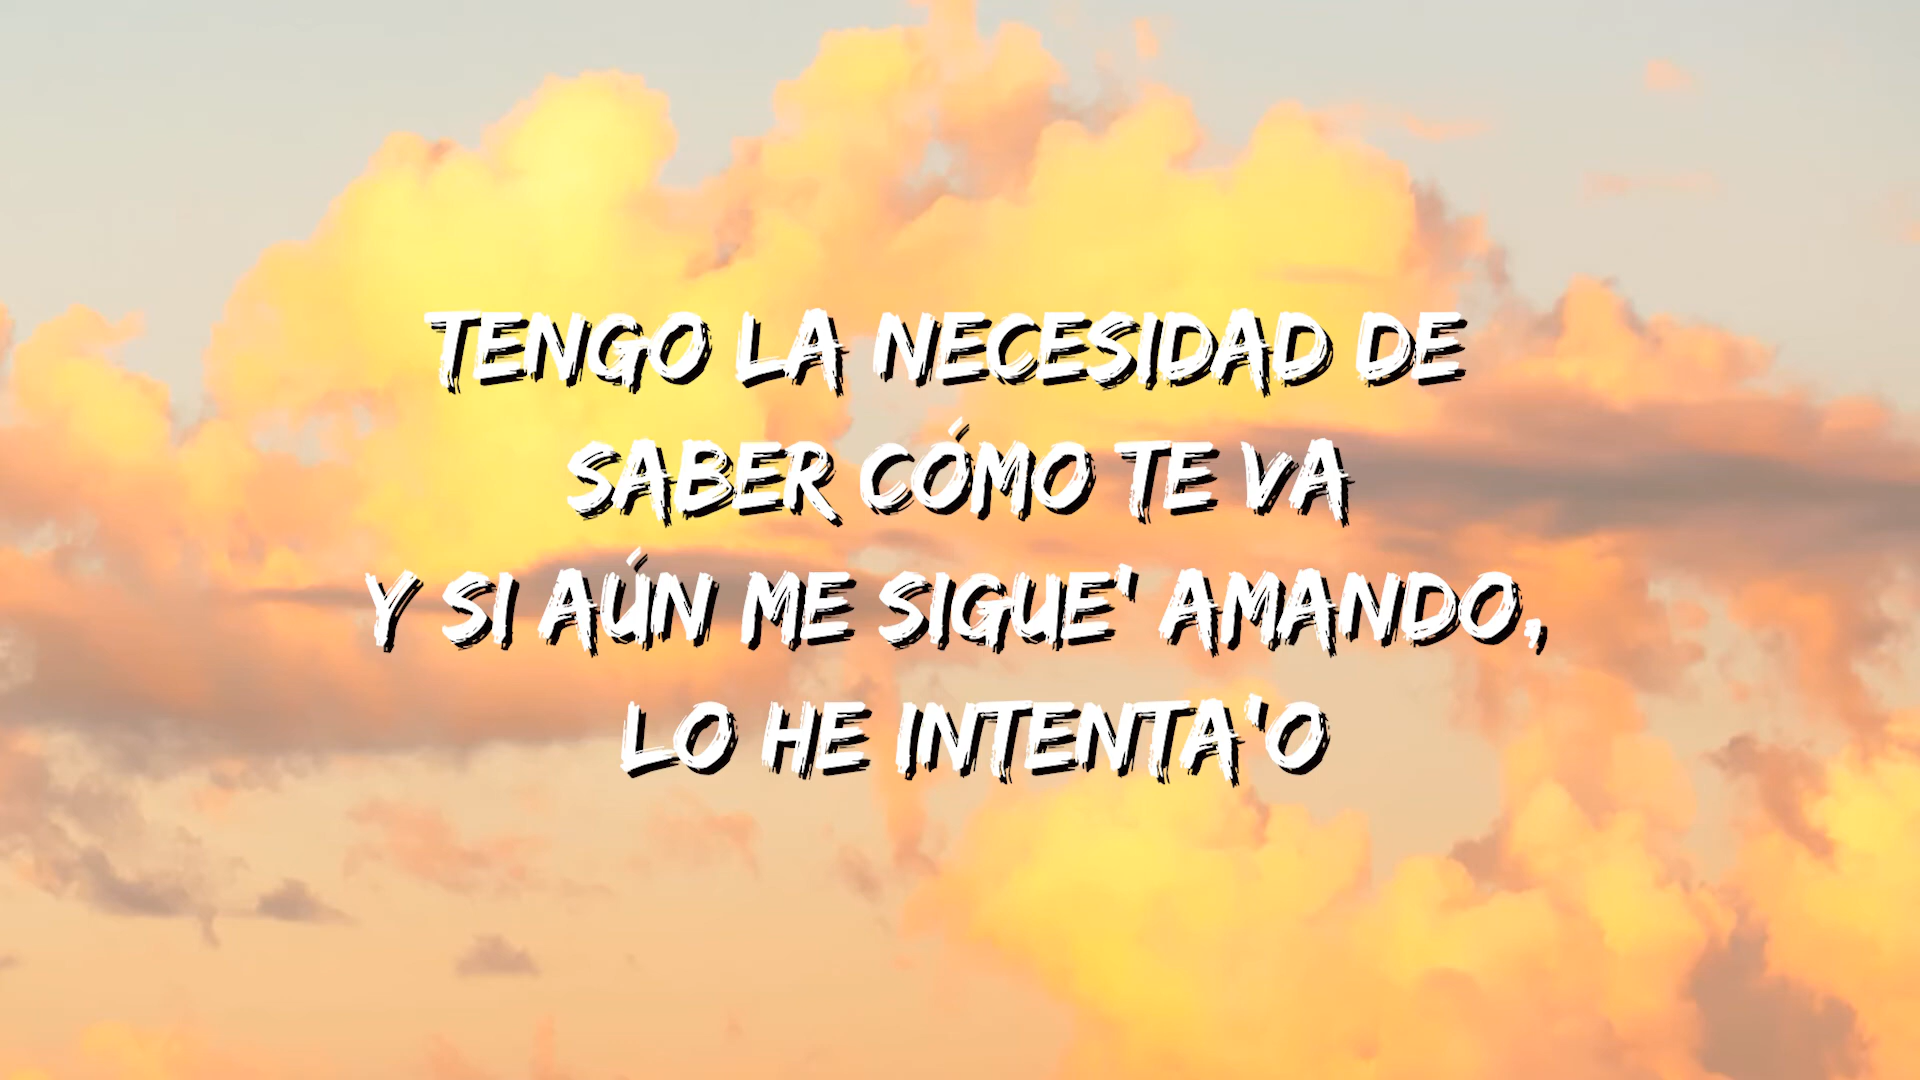 TENGO LA NECESIDAD DE
SABER CÓMO TE VA
Y SI AÚN ME SIGUE' AMANDO,
LO HE INTENTA'O